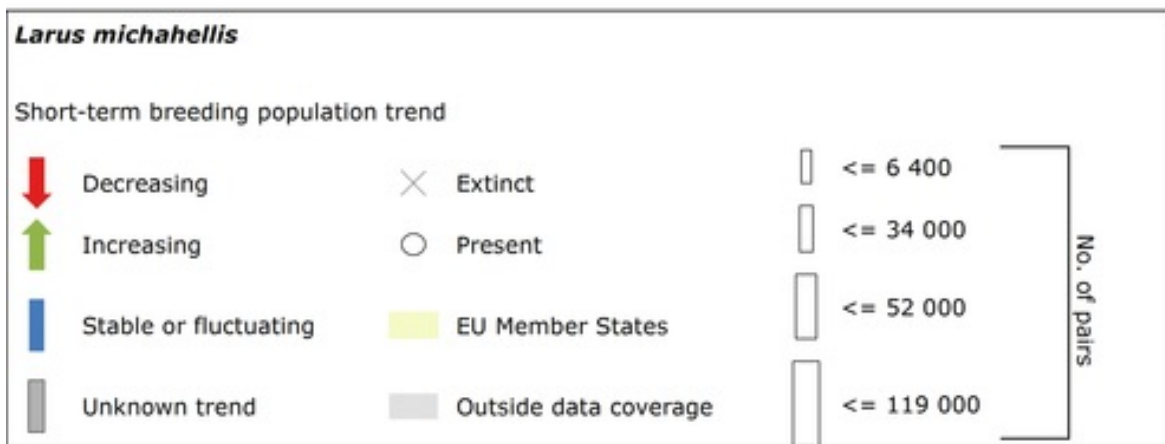 Larus michahellis
Short-term breeding population trend
Decreasing
Increasing
Stable or fluctuating
Unknown trend
Extinct
Present
EU Member States
Outside data coverage
<= 6 400
<= 34 000
<= 52 000
<= 119 000
No. of pairs